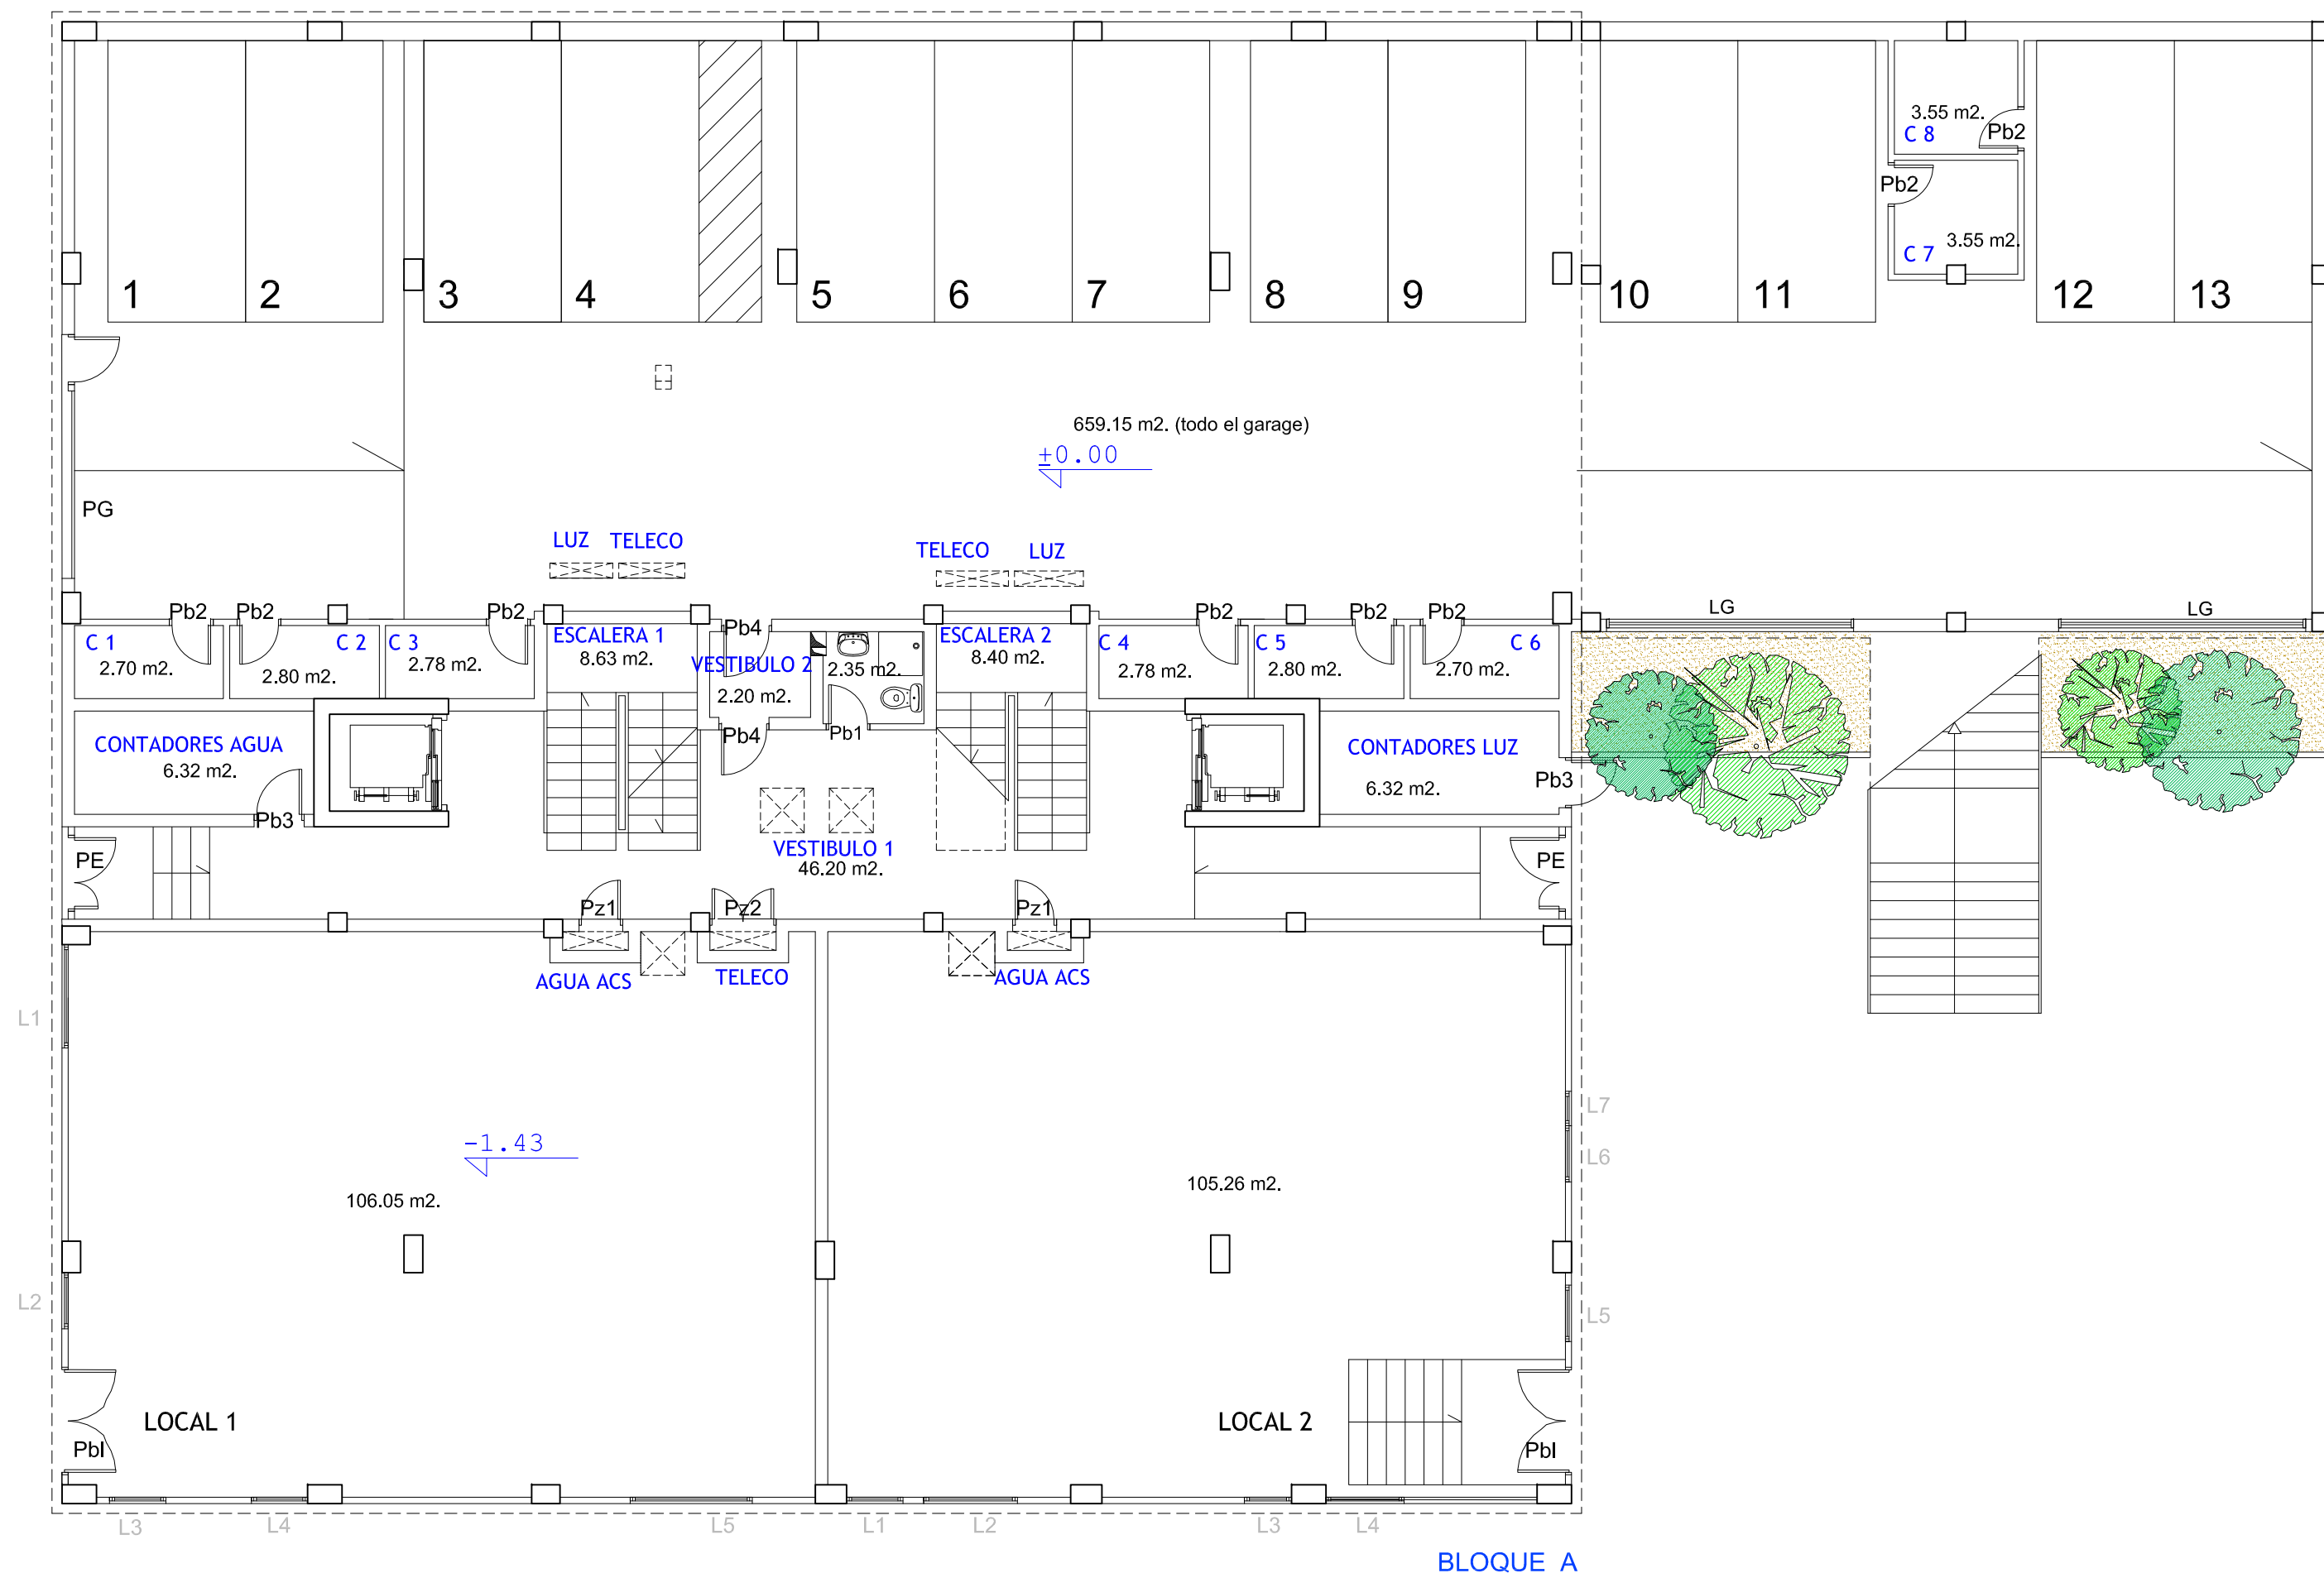 3.55 m2.
C 8
Pb2
Pb2
C 7
3.55 m2.
1
2
3
4
5
6
7
8
9
10
11
12
13
659.15 m2. (todo el garage)
±0.00
PG
LUZ
TELECO
TELECO
LUZ
LG
LG
Pb2
Pb2
Pb2
Pb4
Pb2
Pb2
Pb2
C 1
2.70 m2.
C 2
2.80 m2.
C 3
2.78 m2.
ESCALERA 1
8.63 m2.
VESTIBULO 2
2.20 m2.
2.35 m2.
ESCALERA 2
8.40 m2.
C 4
2.78 m2.
C 5
2.80 m2.
C 6
2.70 m2.
Pb4
Pb1
CONTADORES AGUA
6.32 m2.
Pb3
CONTADORES LUZ
6.32 m2.
Pb3
PE
VESTIBULO 1
46.20 m2.
PE
Pz1
Pz2
Pz1
AGUA ACS
TELECO
AGUA ACS
L1
L7
-1.43
L6
106.05 m2.
105.26 m2.
L2
L5
LOCAL 1
LOCAL 2
Pbl
Pbl
L3
L4
L5
L1
L2
L3
L4
BLOQUE A